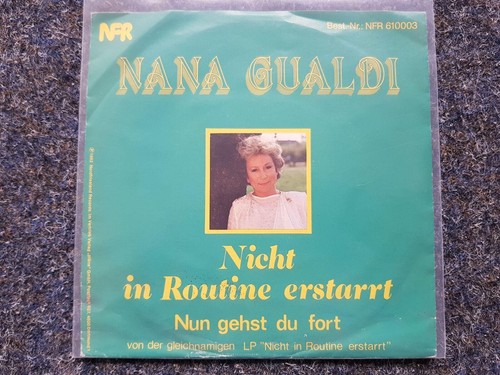 NFR
Best.-Nr.: NFR 610003
NANA GUALDI
Nicht
in Routine erstarrt
Nun gehst du fort
von der gleichnamigen LP "Nicht in Routine erstarrt"